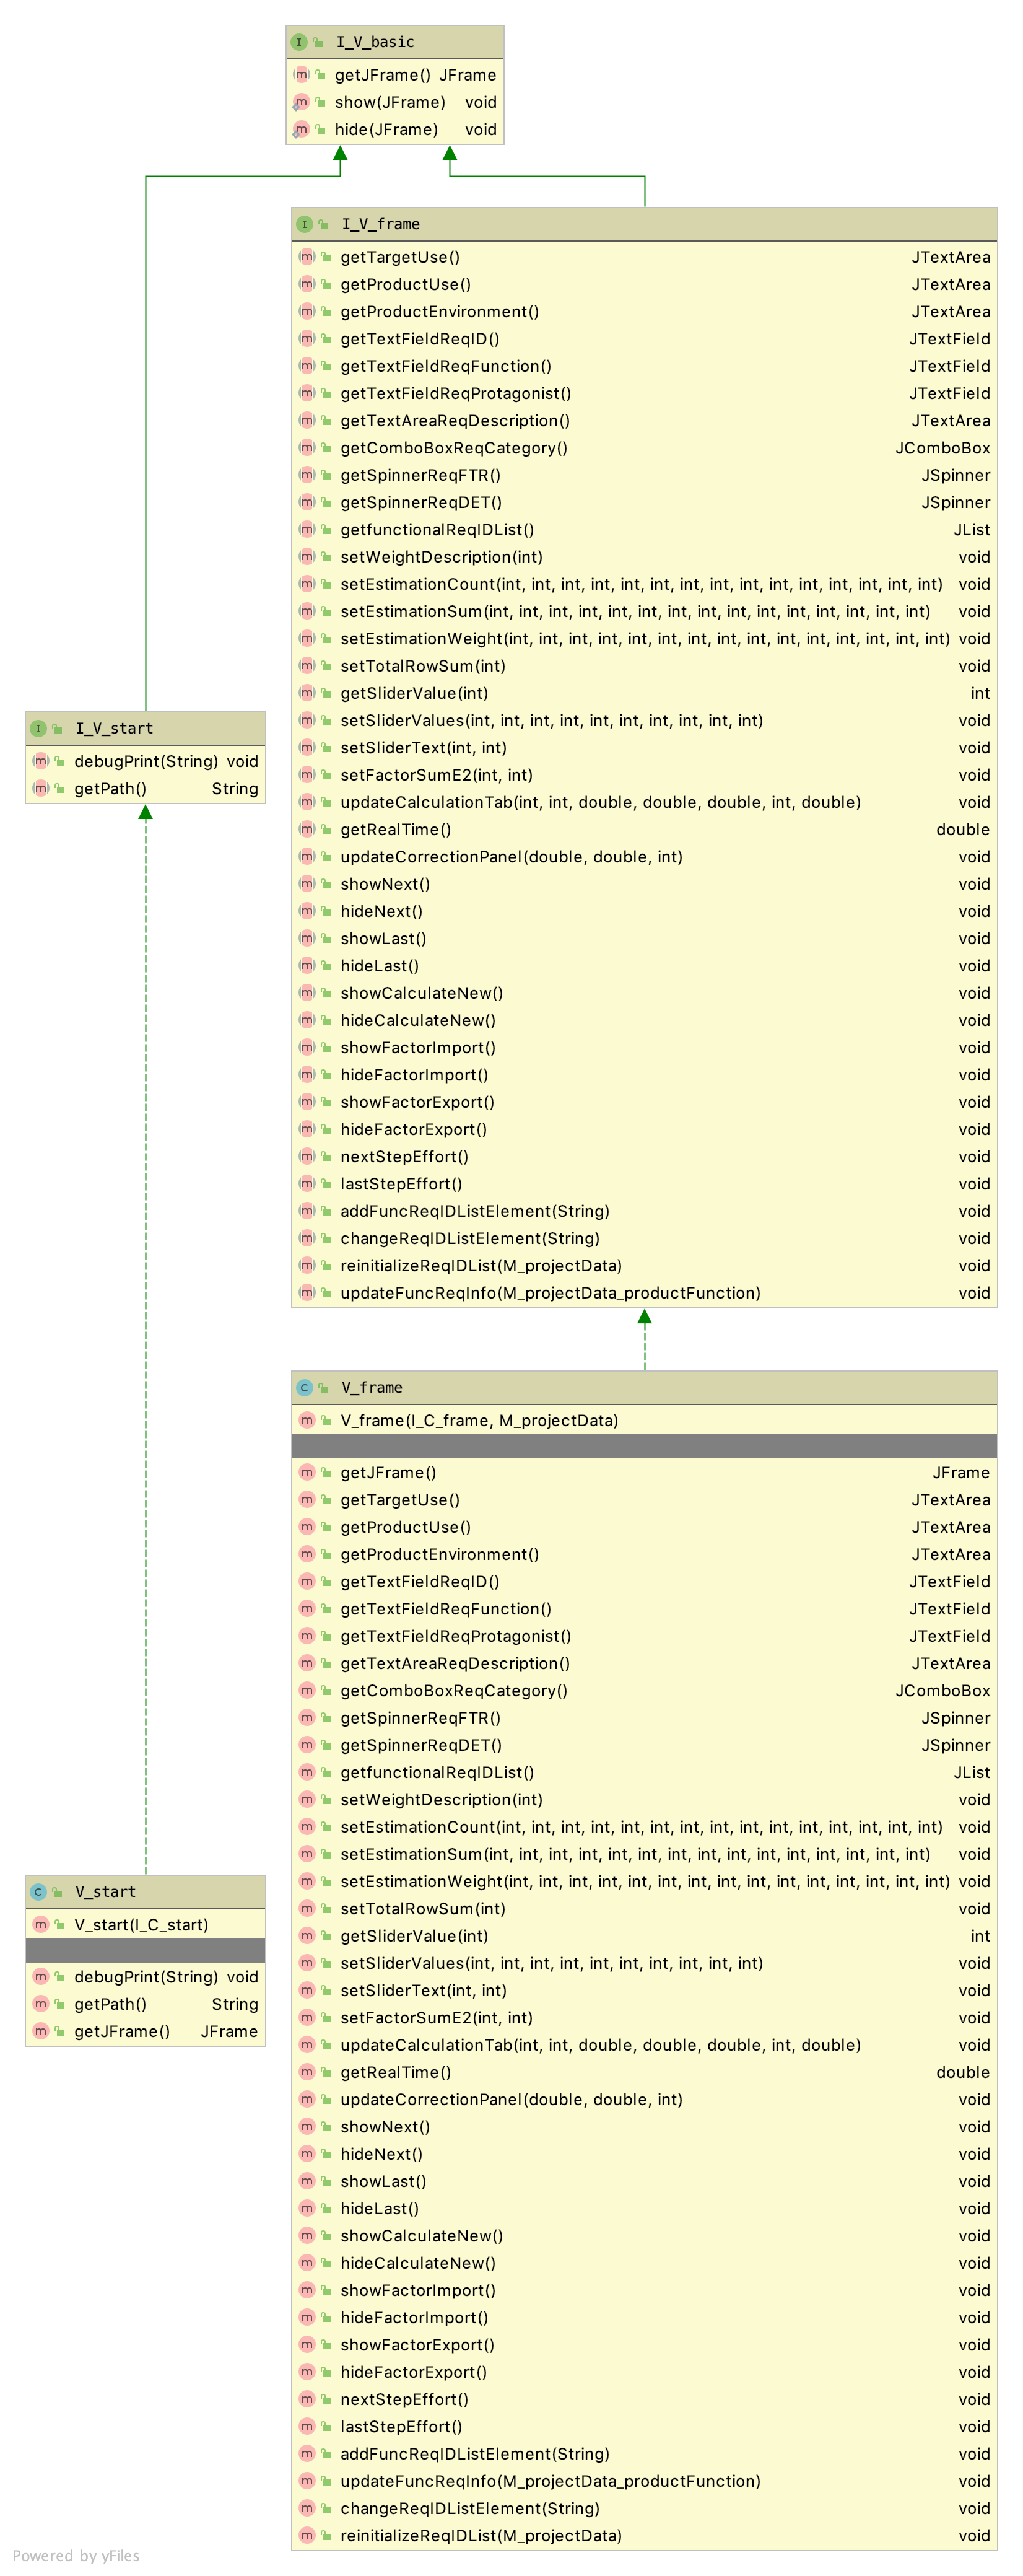 I_V_basic
getJFrame() JFrame
show(JFrame) void
hide(JFrame) void
I_V_frame
getTargetUse() JTextArea
getProductUse() JTextArea
getProductEnvironment() JTextArea
getTextFieldReqID() JTextField
getTextFieldReqFunction() JTextField
getTextFieldReqProtagonist() JTextField
getTextAreaReqDescription() JTextArea
getComboBoxReqCategory() JComboBox
getSpinnerReqFTR() JSpinner
getSpinnerReqDET() JSpinner
getfunctionalReqIDList() JList
setWeightDescription(int) void
setEstimationCount(int, int, int, int, int, int, int, int, int, int, int, int, int, int, int) void
setEstimationSum(int, int, int, int, int, int, int, int, int, int, int, int, int, int, int) void
setEstimationWeight(int, int, int, int, int, int, int, int, int, int, int, int, int, int, int) void
setTotalRowSum(int) void
getSliderValue(int) int
setSliderValues(int, int, int, int, int, int, int, int, int, int) void
setSliderText(int, int) void
setFactorSumE2(int, int) void
updateCalculationTab(int, int, double, double, double, int, double) void
getRealTime() double
updateCorrectionPanel(double, double, int) void
showNext() void
hideNext() void
showLast() void
hideLast() void
showCalculateNew() void
hideCalculateNew() void
showFactorImport() void
hideFactorImport() void
showFactorExport() void
hideFactorExport() void
nextStepEffort() void
lastStepEffort() void
addFuncReqIDListElement(String) void
changeReqIDListElement(String) void
reinitializeReqIDList(M_projectData) void
updateFuncReqInfo(M_projectData_productFunction) void
I_V_start
debugPrint(String) void
getPath() String
V_frame
V_frame(I_C_frame, M_projectData)
getJFrame() JFrame
getTargetUse() JTextArea
getProductUse() JTextArea
getProductEnvironment() JTextArea
getTextFieldReqID() JTextField
getTextFieldReqFunction() JTextField
getTextFieldReqProtagonist() JTextField
getTextAreaReqDescription() JTextArea
getComboBoxReqCategory() JComboBox
getSpinnerReqFTR() JSpinner
getSpinnerReqDET() JSpinner
getfunctionalReqIDList() JList
setWeightDescription(int) void
setEstimationCount(int, int, int, int, int, int, int, int, int, int, int, int, int, int, int) void
setEstimationSum(int, int, int, int, int, int, int, int, int, int, int, int, int, int, int) void
setEstimationWeight(int, int, int, int, int, int, int, int, int, int, int, int, int, int, int) void
setTotalRowSum(int) void
getSliderValue(int) int
setSliderValues(int, int, int, int, int, int, int, int, int, int) void
setSliderText(int, int) void
setFactorSumE2(int, int) void
updateCalculationTab(int, int, double, double, double, int, double) void
getRealTime() double
updateCorrectionPanel(double, double, int) void
showNext() void
hideNext() void
showLast() void
hideLast() void
showCalculateNew() void
hideCalculateNew() void
showFactorImport() void
hideFactorImport() void
showFactorExport() void
hideFactorExport() void
nextStepEffort() void
lastStepEffort() void
addFuncReqIDListElement(String) void
updateFuncReqInfo(M_projectData_productFunction) void
changeReqIDListElement(String) void
reinitializeReqIDList(M_projectData) void
V_start
V_start(I_C_start)
debugPrint(String) void
getPath() String
getJFrame() JFrame
Powered by yFiles